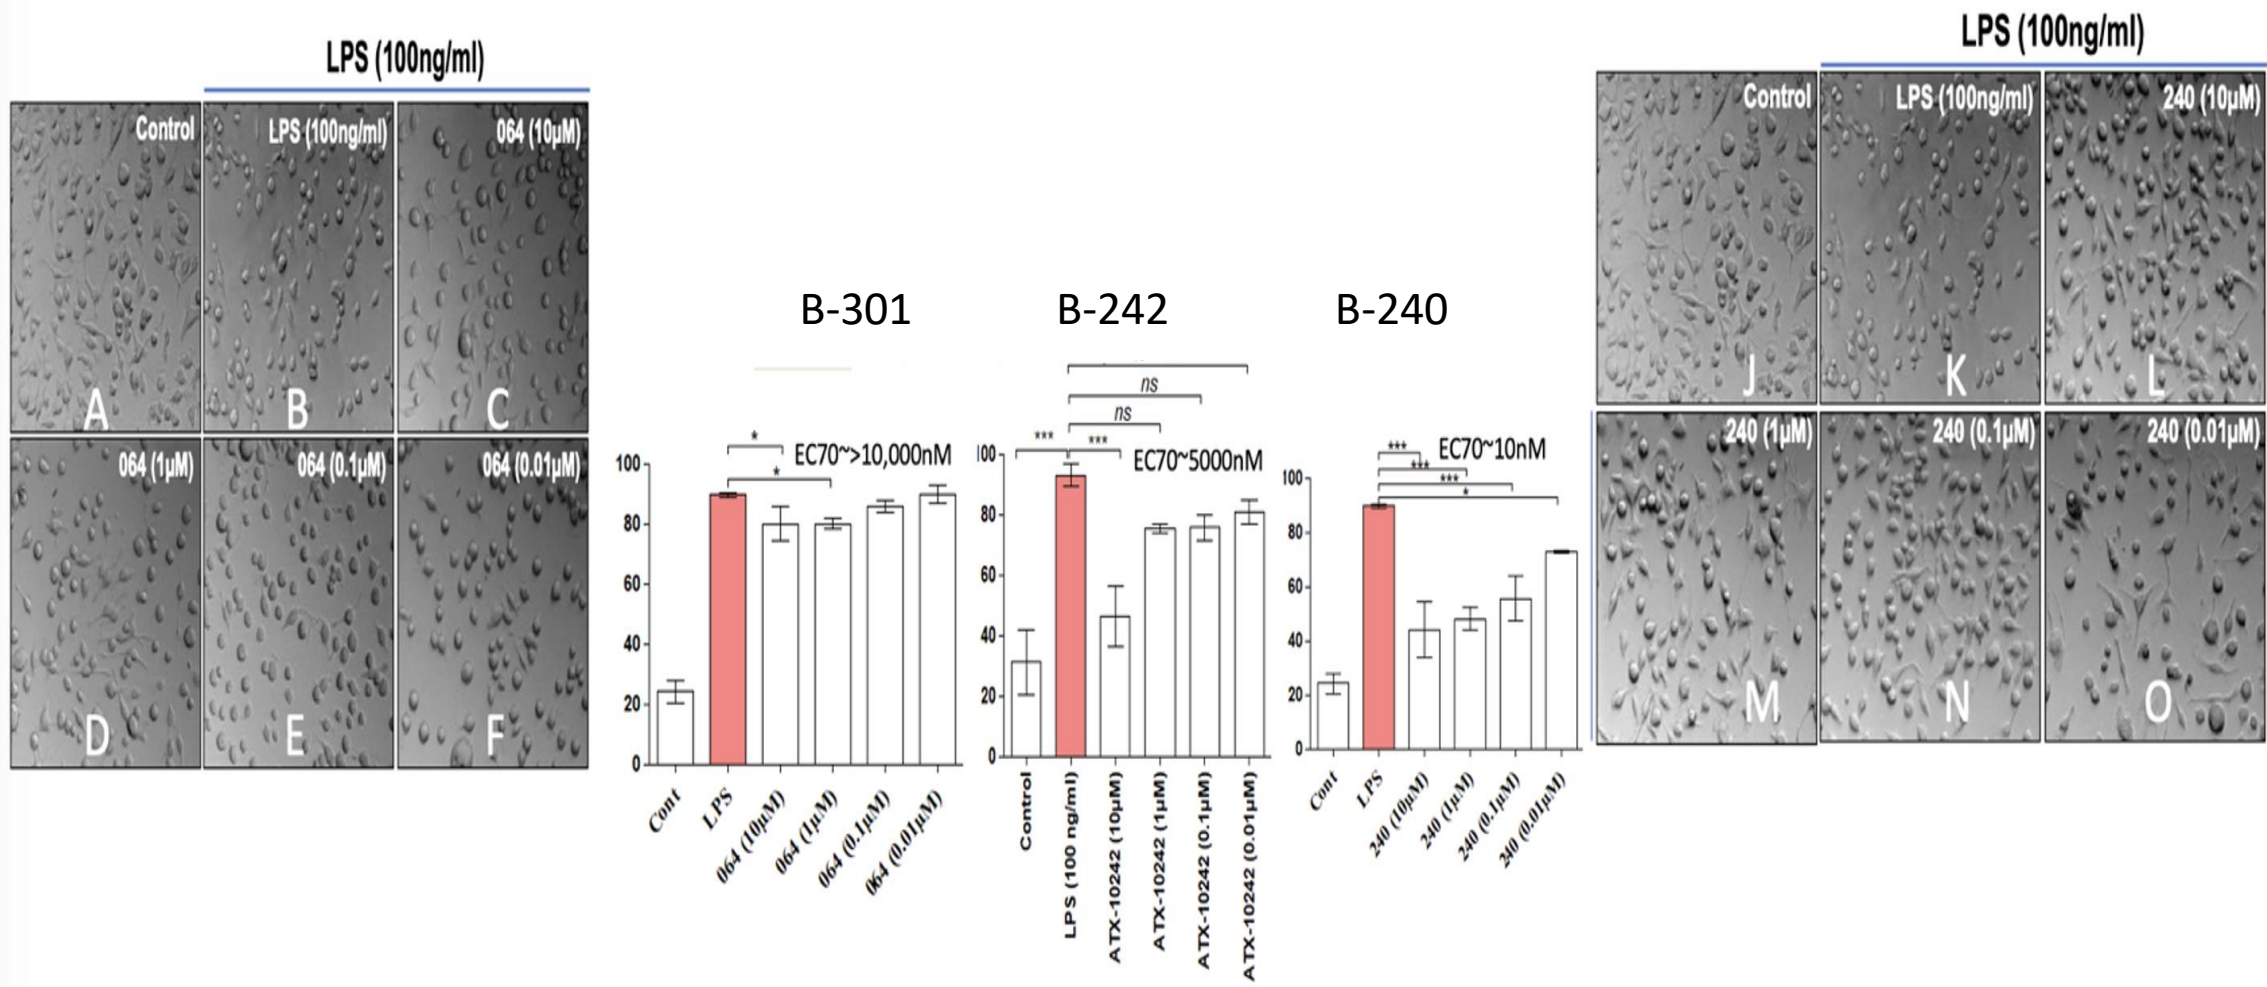 LPS (100ng/ml)
Control
LPS (100ng/ml)
064 (10µM)
A
B
C
064 (1µM)
064 (0.1µM)
064 (0.01µM)
D
E
F
B-301
B-242
B-240
*
*
EC70~>10,000nM
100
80
60
40
20
0
Cont
LPS
064 (10µM)
064 (1µM)
064 (0.1µM)
064 (0.01µM)
ns
ns
***
***
EC70~5000nM
100
80
60
40
20
0
Control
LPS (100 ng/ml)
ATX-10242 (10µM)
ATX-10242 (1µM)
ATX-10242 (0.1µM)
ATX-10242 (0.01µM)
***
***
***
*
EC70~10nM
100
80
60
40
20
0
Cont
LPS
240 (10µM)
240 (1µM)
240 (0.1µM)
240 (0.01µM)
LPS (100ng/ml)
Control
LPS (100ng/ml)
240 (10µM)
J
K
L
240 (1µM)
240 (0.1µM)
240 (0.01µM)
M
N
O